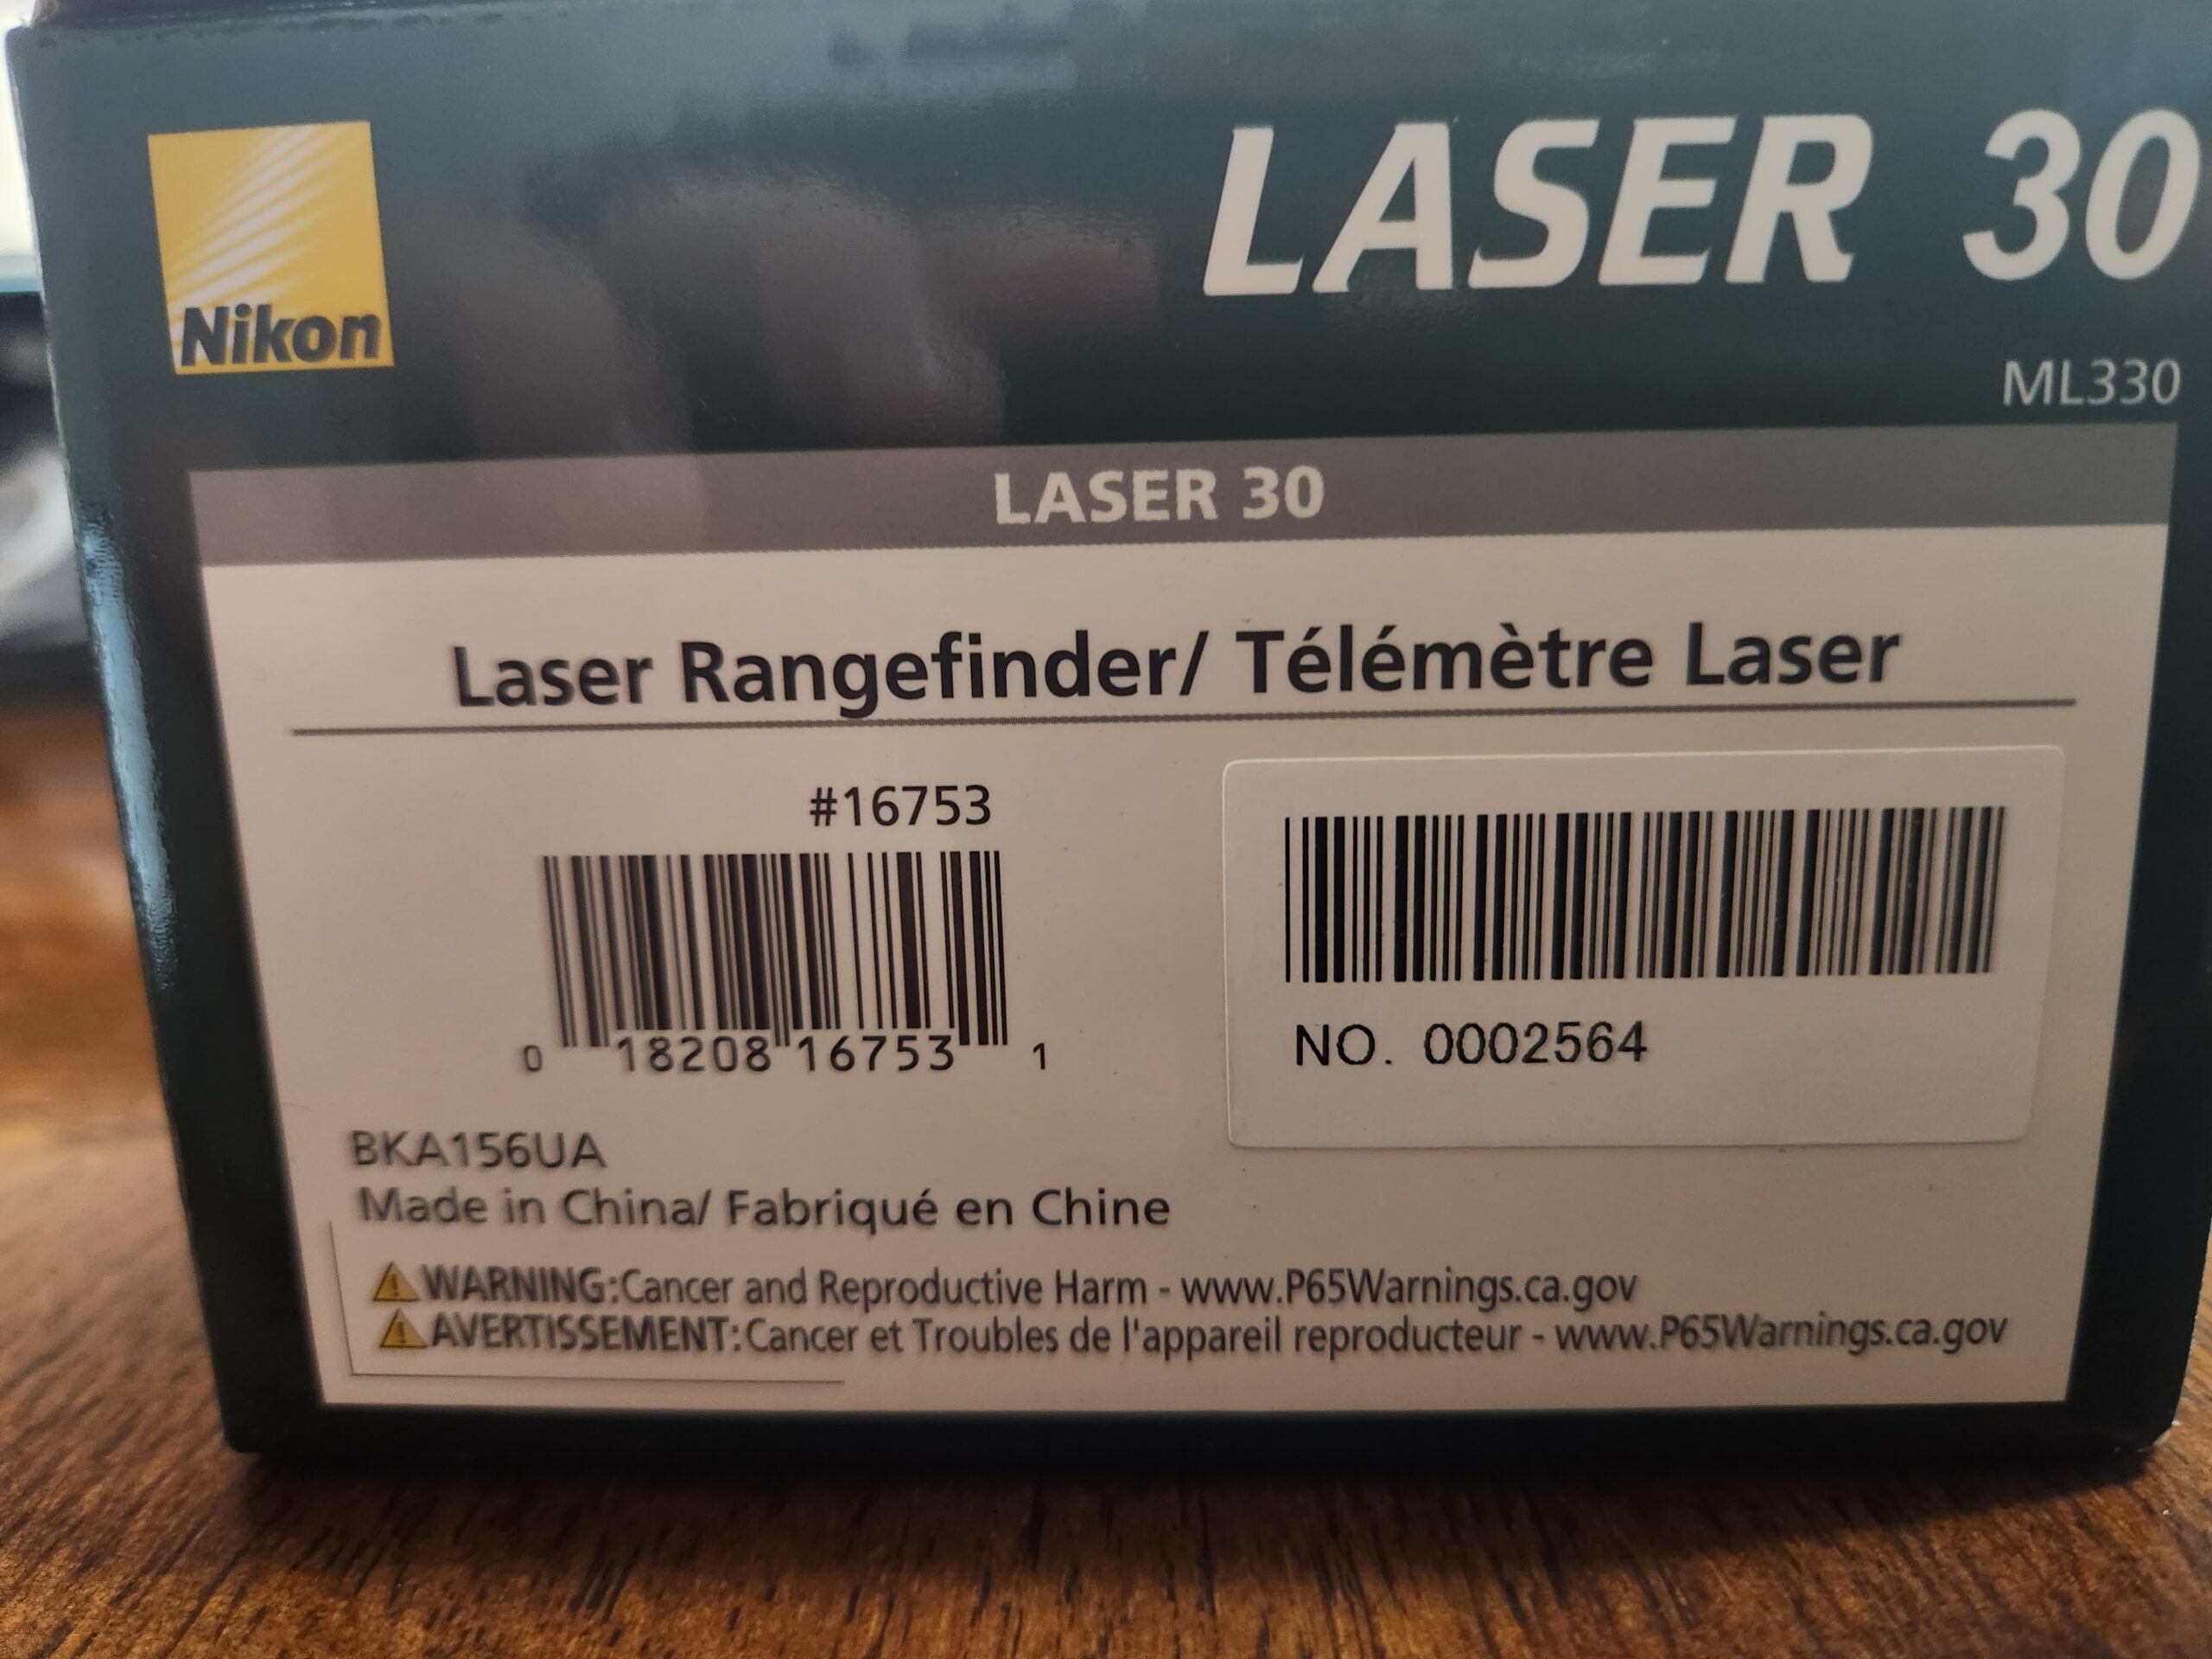 Nikon
LASER 30
ML330
LASER 30
Laser Rangefinder/ Télémètre Laser
#16753
0 18208 16753 1
NO. 0002564
BKA156UA
Made in China/ Fabriqué en Chine
WARNING:Cancer and Reproductive Harm - www.P65Warnings.ca.gov
AVERTISSEMENT:Cancer et Troubles de l'appareil reproducteur - www.P65Warnings.ca.gov